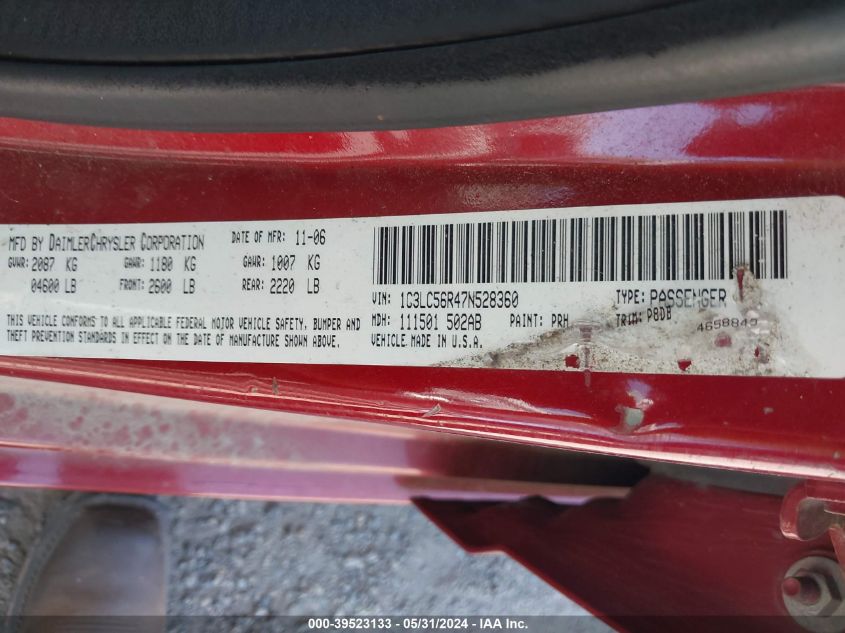 MFD BY DAIMLERCHRYSLER CORPORATION DATE OF MFR: 11-06
GVWR: 2087 KG GAWR: 1180 KG GAWR: 1007 KG
04600 LB FRONT: 2600 LB REAR: 2220 LB
THIS VEHICLE CONFORMS TO ALL APPLICABLE FEDERAL MOTOR VEHICLE SAFETY, BUMPER AND
THEFT PREVENTION STANDARDS IN EFFECT ON THE DATE OF MANUFACTURE SHOWN ABOVE.
VIN: 1C3LC56R47N528360 TYPE: PASSENGER
MDH: 111501 502AB PAINT: PRH TRIM: P8DB
VEHICLE MADE IN U.S.A.
000-39523133 - 05/31/2024 - IAA Inc.